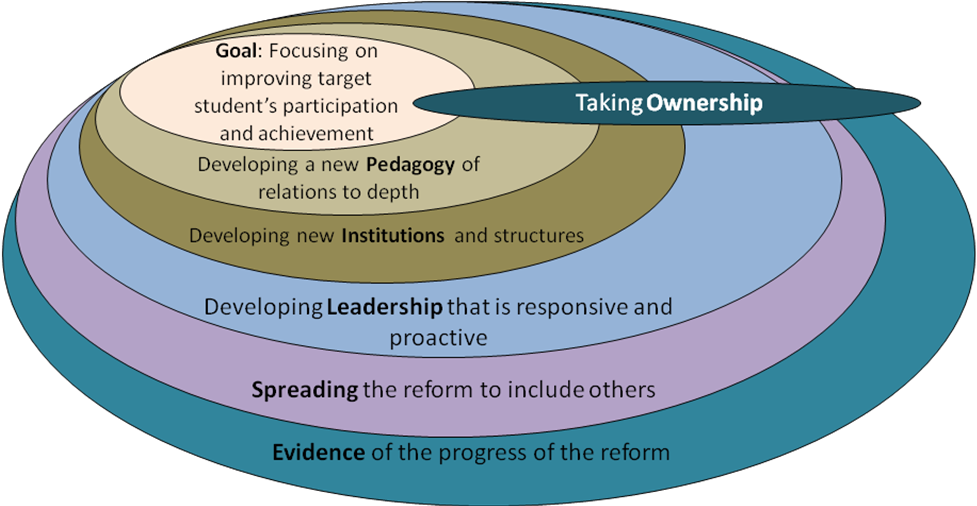 Goal: Focusing on
improving target
student's participation
and achievement
Taking Ownership
Developing a new Pedagogy of
relations to depth
Developing new Institutions and structures
Developing Leadership that is responsive and
proactive
Spreading the reform to include others
Evidence of the progress of the reform